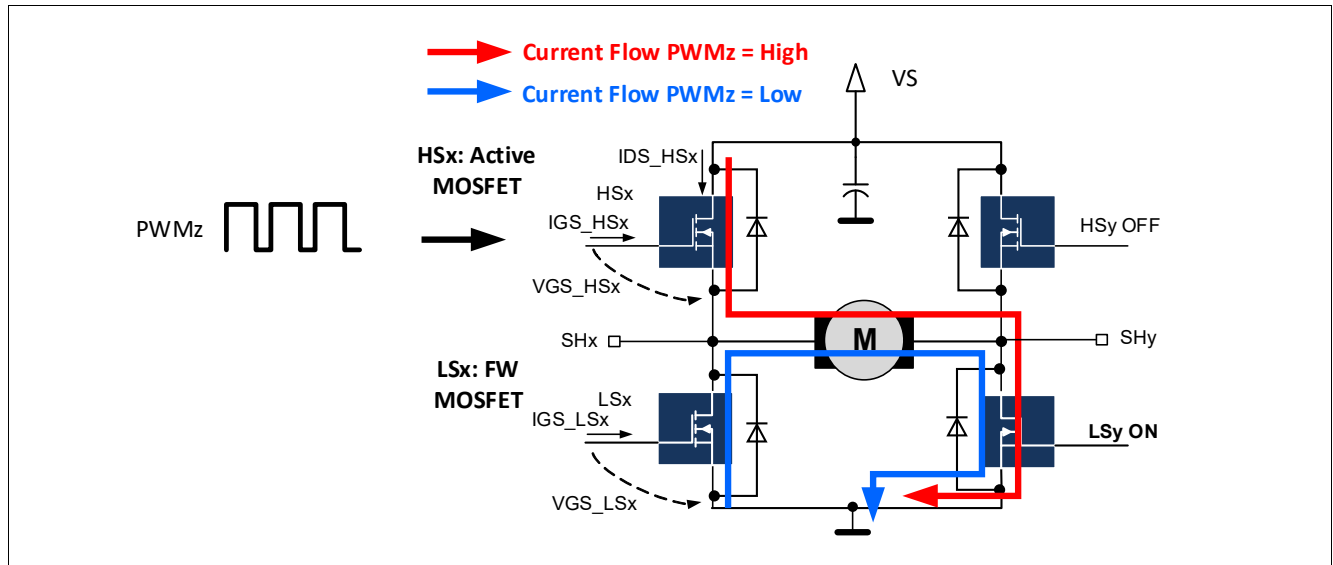 Current Flow PWMz = High
Current Flow PWMz = Low
VS
HSx: Active
MOSFET
IDS_HSx
HSx
PWMz
IGS_HSx
HSy OFF
VGS_HSx
SHx
M
SHy
LSx: FW
MOSFET
LSx
IGS_LSx
LSy ON
VGS_LSx